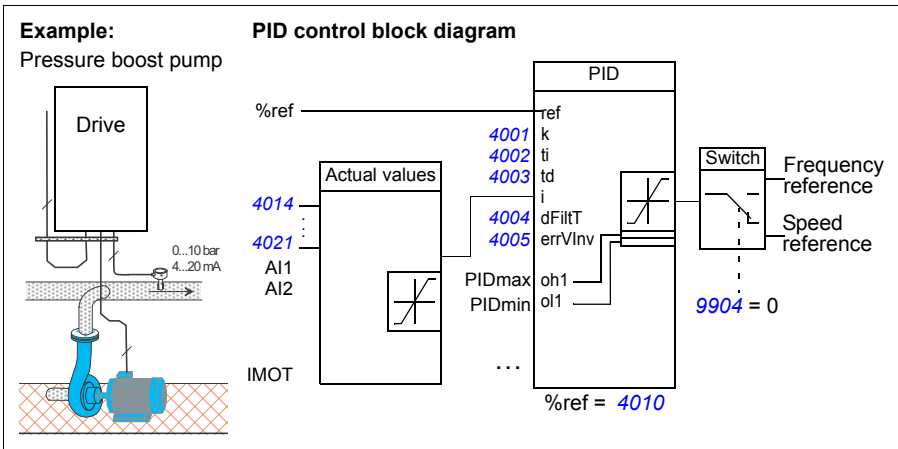 Example:
Pressure boost pump
Drive
0...10 bar
4...20 mA
PID control block diagram
%ref
Actual values
4014
4021
AI1
AI2
IMOT
PID
ref
4001 k
4002 ti
4003 td
i
4004 dFiltT
4005 errVInv
PIDmax oh1
PIDmin ol1
...
%ref = 4010
Switch
Frequency
reference
Speed
reference
9904 = 0